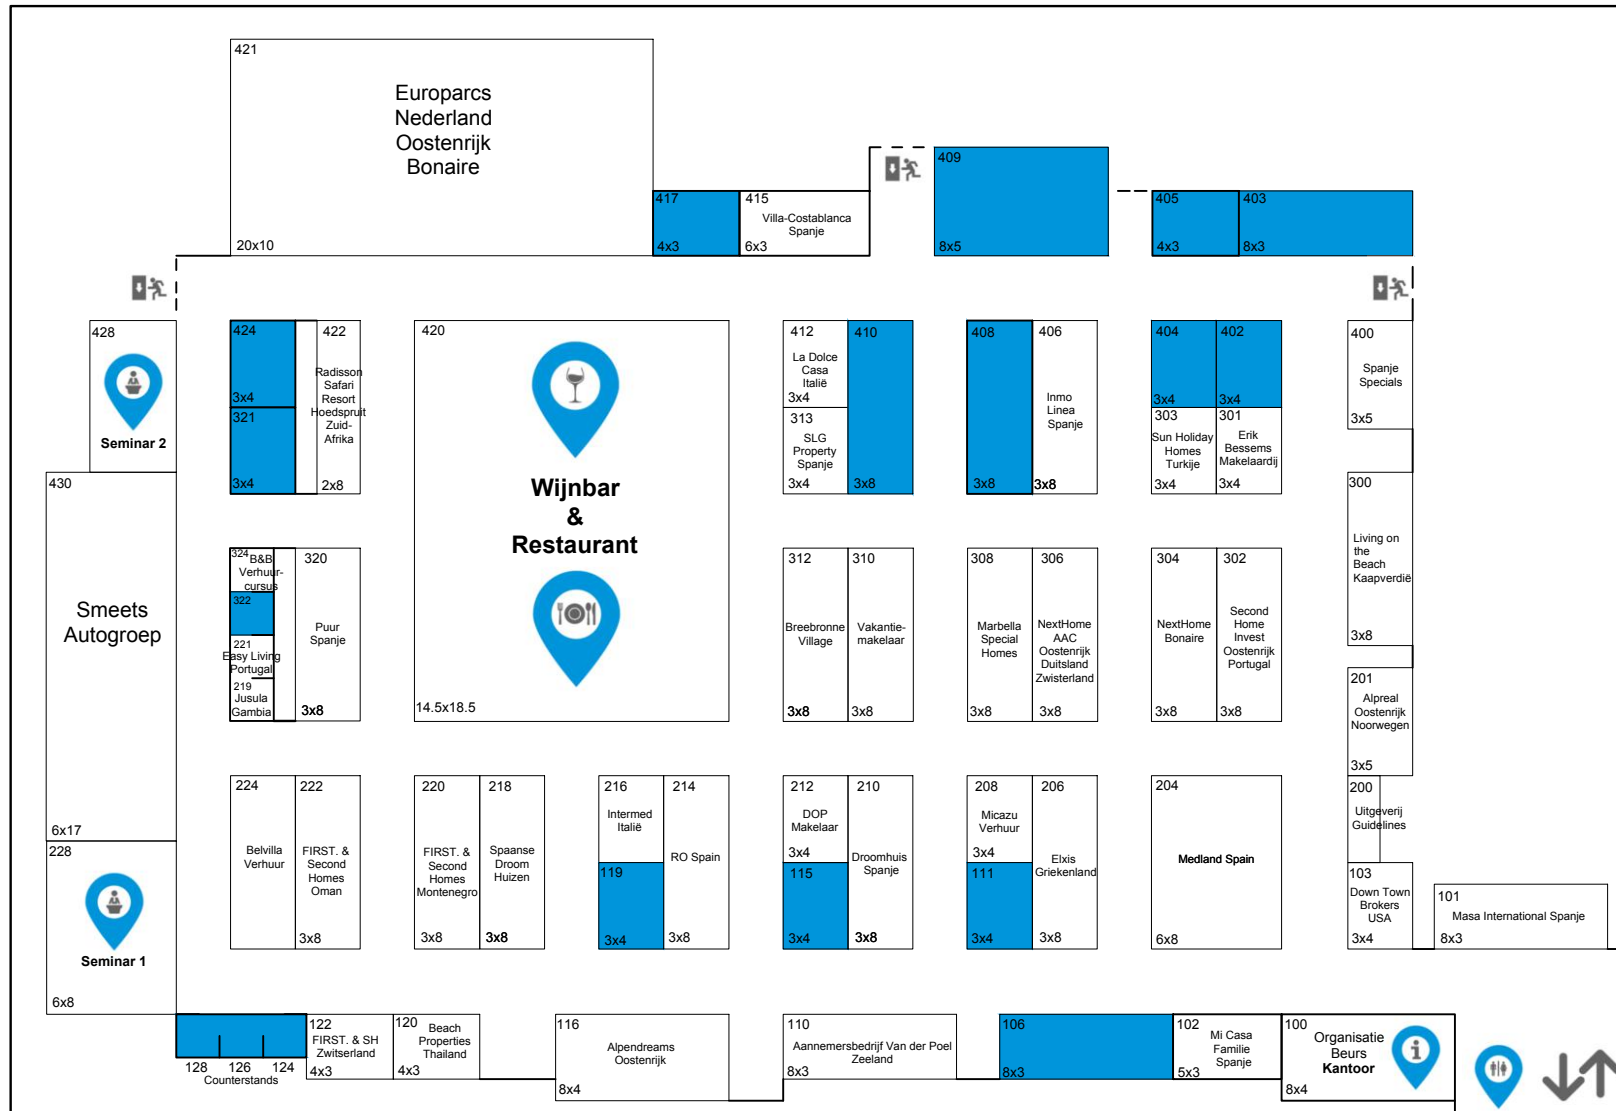 421
Europarcs
Nederland
Oostenrijk
Bonaire
20x10
417
4x3
415
Villa-Costablanca
Spanje
6x3
409
8x5
405
4x3
403
8x3
428
Seminar 2
424
3x4
321
3x4
422
Radisson
Safari
Resort
Hoedspruit
Zuid-
Afrika
2x8
420
Wijnbar
&
Restaurant
14.5x18.5
412
La Dolce
Casa
Italië
3x4
313
SLG
Property
Spanje
3x4
410
3x8
408
3x8
406
Inmo
Linea
Spanje
3x8
404
3x4
402
3x4
303
Sun Holiday
Homes
Turkije
3x4
301
Erik
Bessems
Makelaardij
3x4
400
Spanje
Specials
3x5
430
Smeets
Autogroep
6x17
324
B&B
Verhuur-
cursus
322
221
Easy Living
Portugal
219
Jusula
Gambia
320
Puur
Spanje
3x8
312
Breebronne
Village
3x8
310
Vakantie-
makelaar
3x8
308
Marbella
Special
Homes
3x8
306
NextHome
AAC
Oostenrijk
Duitsland
Zwisterland
3x8
304
NextHome
Bonaire
3x8
302
Second
Home
Invest
Oostenrijk
Portugal
3x8
300
Living on
the
Beach
Kaapverdië
3x8
201
Alpreal
Oostenrijk
Noorwegen
3x5
228
Seminar 1
6x8
224
Belvilla
Verhuur
222
FIRST. &
Second
Homes
Oman
3x8
220
FIRST. &
Second
Homes
Montenegro
3x8
218
Spaanse
Droom
Huizen
3x8
216
Intermed
Italië
119
3x4
214
RO Spain
3x8
212
DOP
Makelaar
3x4
115
3x4
210
Droomhuis
Spanje
3x8
208
Micazu
Verhuur
3x4
111
3x4
206
Elxis
Griekenland
3x8
204
Medland Spain
6x8
200
Uitgeverij
Guidelines
103
Down Town
Brokers
USA
3x4
101
Masa International Spanje
8x3
128 126 124
Counterstands
122
FIRST. & SH
Zwitserland
4x3
120
Beach
Properties
Thailand
4x3
116
Alpendreams
Oostenrijk
8x4
110
Aannemersbedrijf Van der Poel
Zeeland
8x3
106
8x3
102
Mi Casa
Familie
Spanje
5x3
100
Organisatie
Beurs
Kantoor
8x4